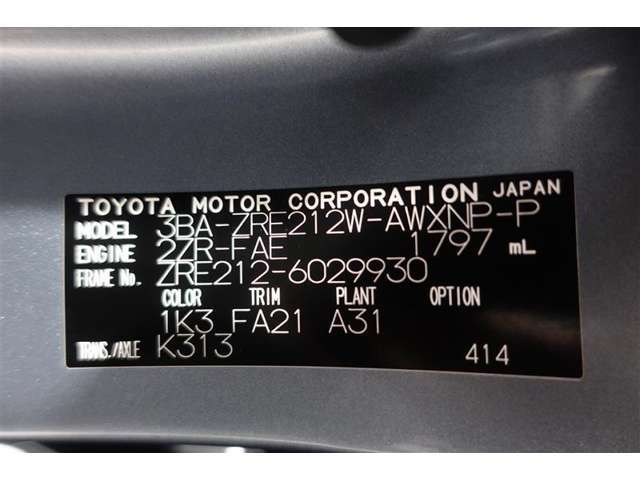 TOYOTA MOTOR CORPORATION JAPAN
MODEL 3BA-ZRE212W-AWXNP-P
ENGINE 2ZR-FAE 1797 mL
FRAME No. ZRE212-6029930
COLOR TRIM PLANT OPTION
1K3 FA21 A31
TRANS./AXLE K313 414